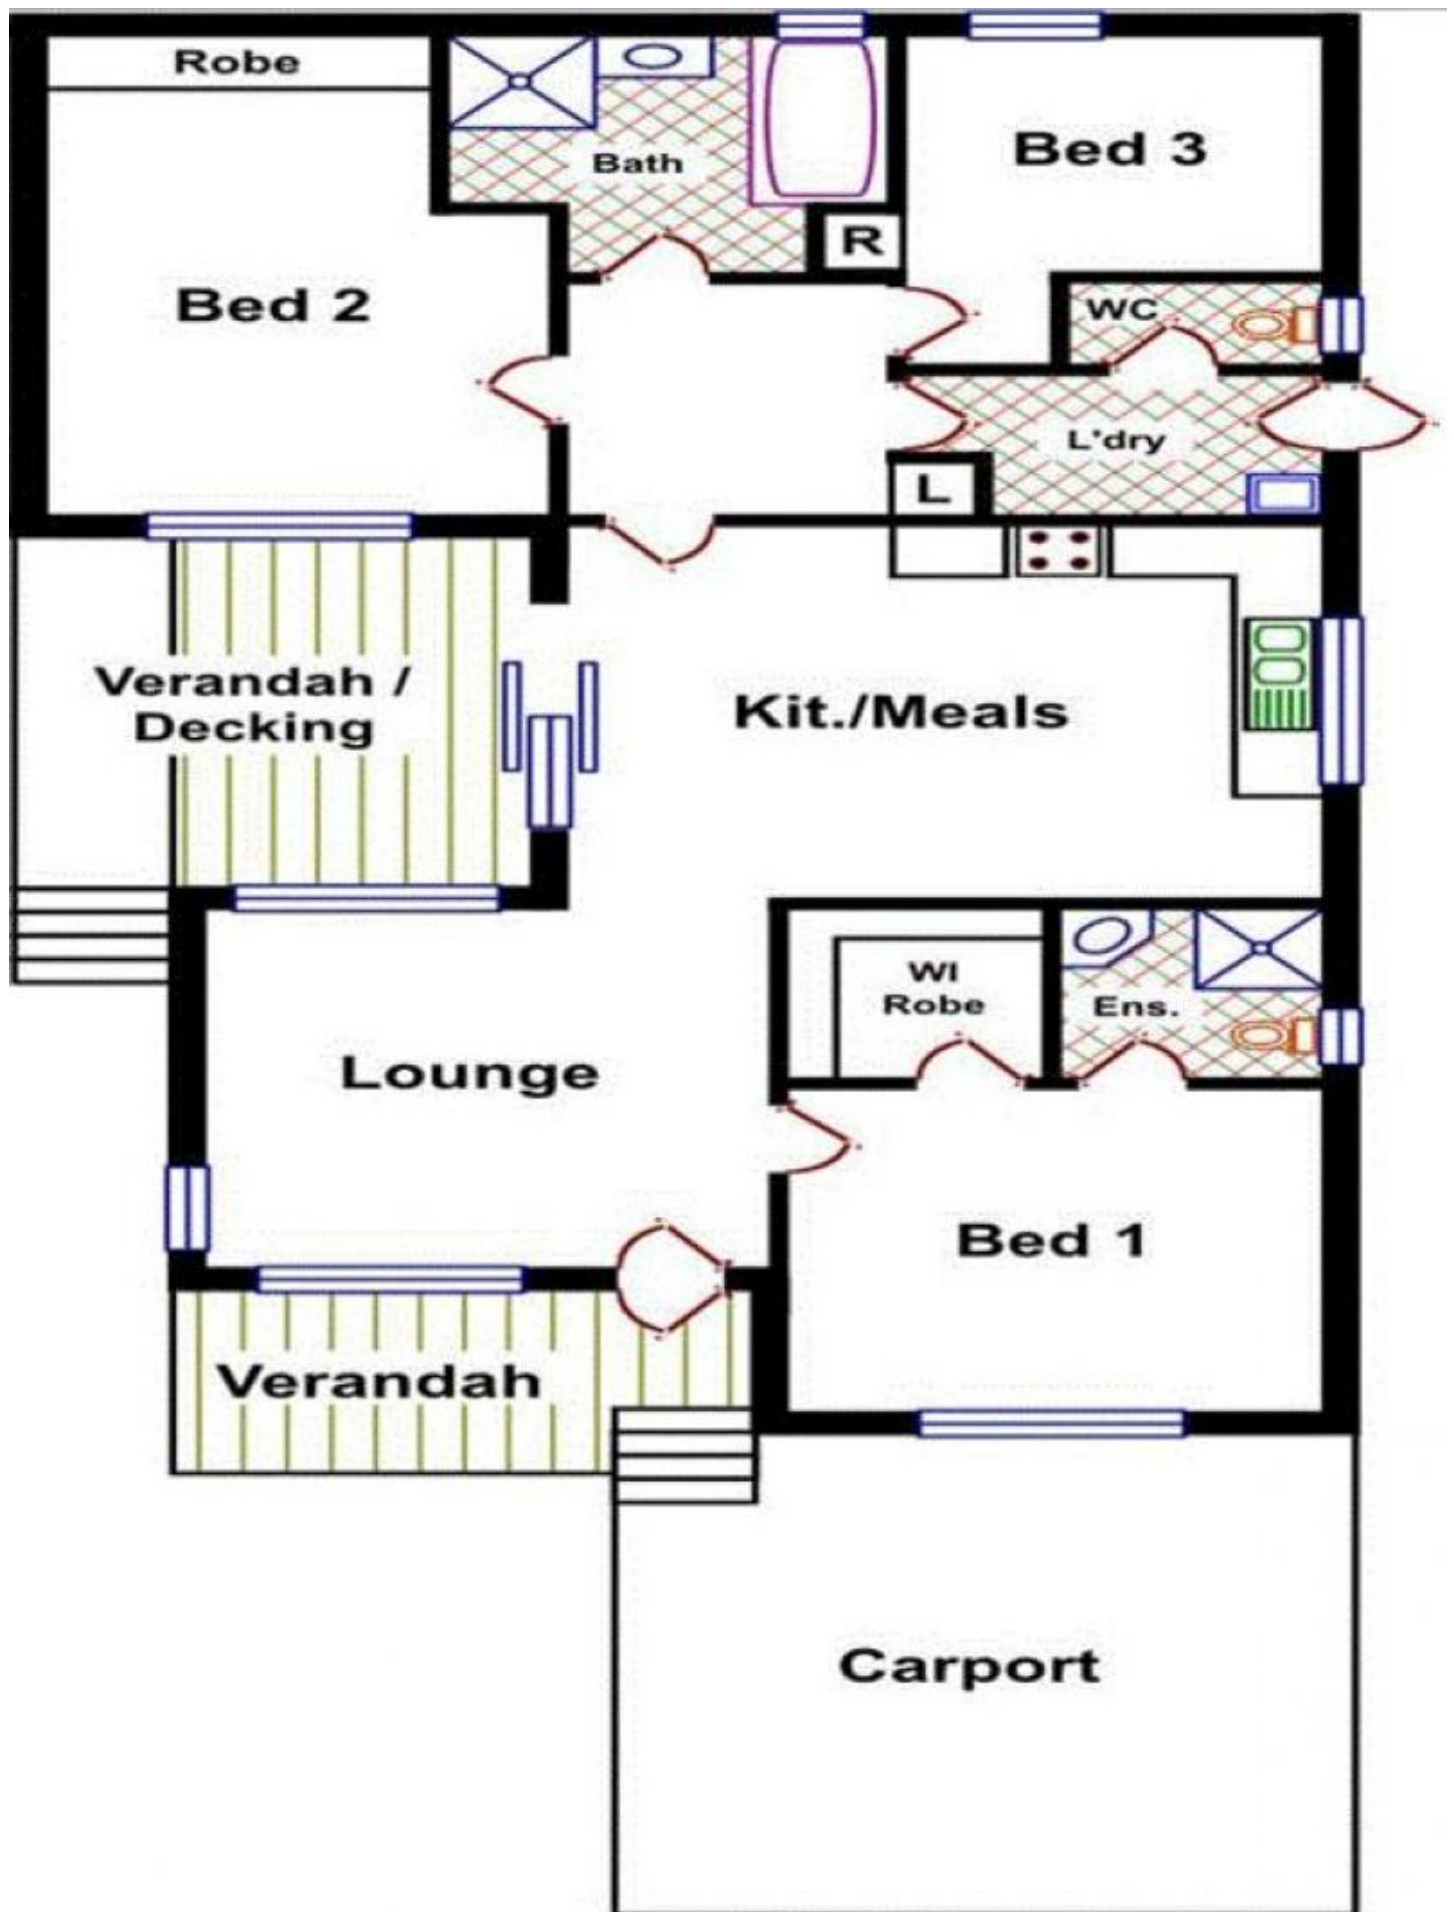 Robe
Bath
Bed 3
R
Bed 2
WC
L'dry
L
Verandah /
Decking
Kit./Meals
WI
Robe
Ens.
Lounge
Bed 1
Verandah
Carport